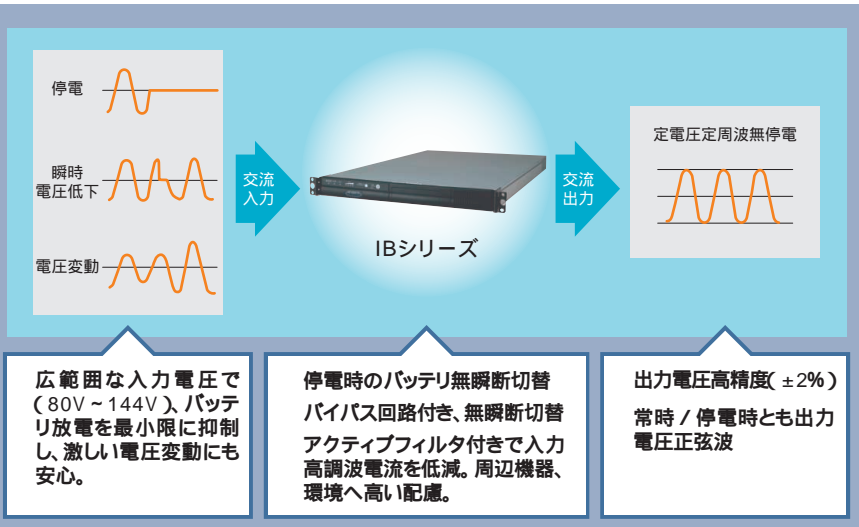 停電
瞬時
電圧低下
電圧変動
交流
入力
IBシリーズ
交流
出力
定電圧定周波無停電
広範囲な入力電圧で
(80V~144V)、バッテ
リ放電を最小限に抑制
し、激しい電圧変動にも
安心。
停電時のバッテリ無瞬断切替
バイパス回路付き、無瞬断切替
アクティブフィルタ付きで入力
高調波電流を低減。周辺機器、
環境へ高い配慮。
出力電圧高精度(±2%)
常時/停電時とも出力
電圧正弦波